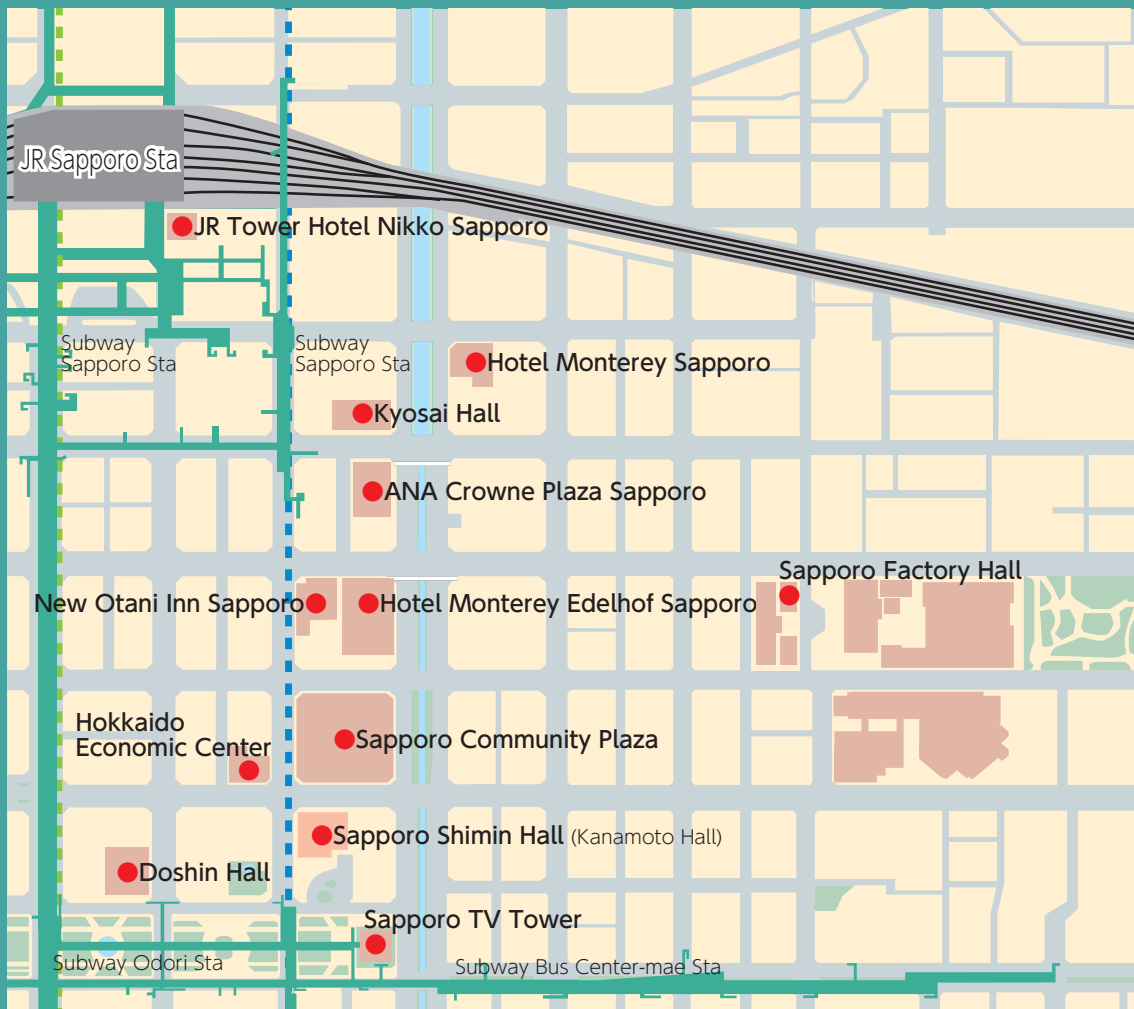 JR Sapporo Sta
JR Tower Hotel Nikko Sapporo
Subway
Sapporo Sta
Subway
Sapporo Sta
Hotel Monterey Sapporo
Kyosai Hall
ANA Crowne Plaza Sapporo
Sapporo Factory Hall
New Otani Inn Sapporo
Hotel Monterey Edelhof Sapporo
Hokkaido
Economic Center
Sapporo Community Plaza
Sapporo Shimin Hall (Kanamoto Hall)
Doshin Hall
Sapporo TV Tower
Subway Odori Sta
Subway Bus Center-mae Sta